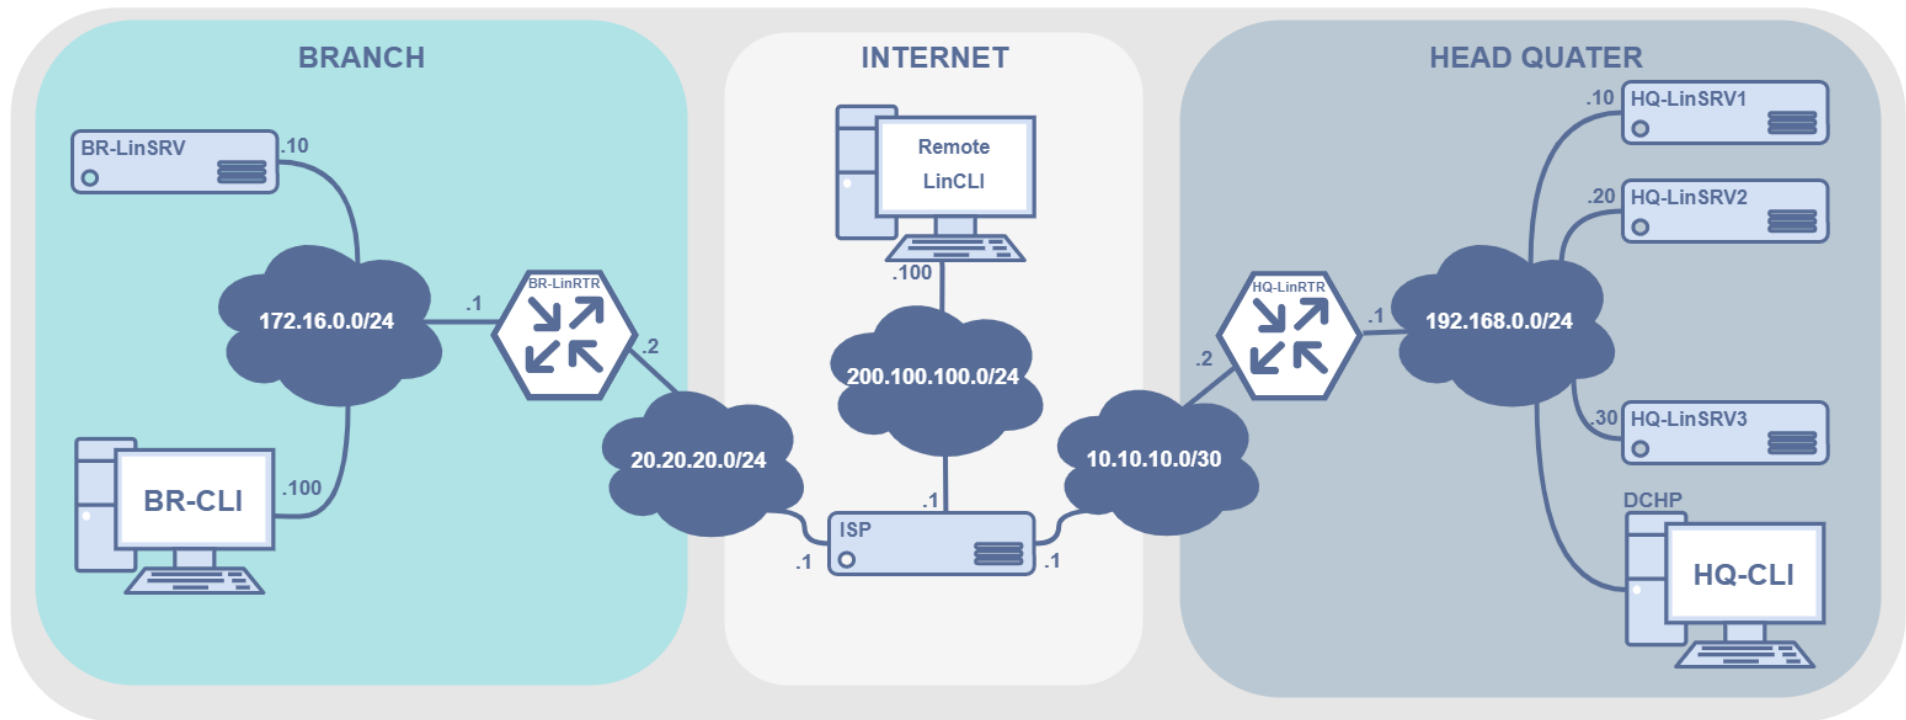 BRANCH
BR-LinSRV
.10
172.16.0.0/24
.1
BR-LinRTR
.2
BR-CLI
.100
20.20.20.0/24
.1
INTERNET
Remote
LinCLI
.100
200.100.100.0/24
.1
ISP
.1
10.10.10.0/30
HEAD QUATER
.2
HQ-LinRTR
.1
192.168.0.0/24
.10
HQ-LinSRV1
.20
HQ-LinSRV2
.30
HQ-LinSRV3
DCHP
HQ-CLI